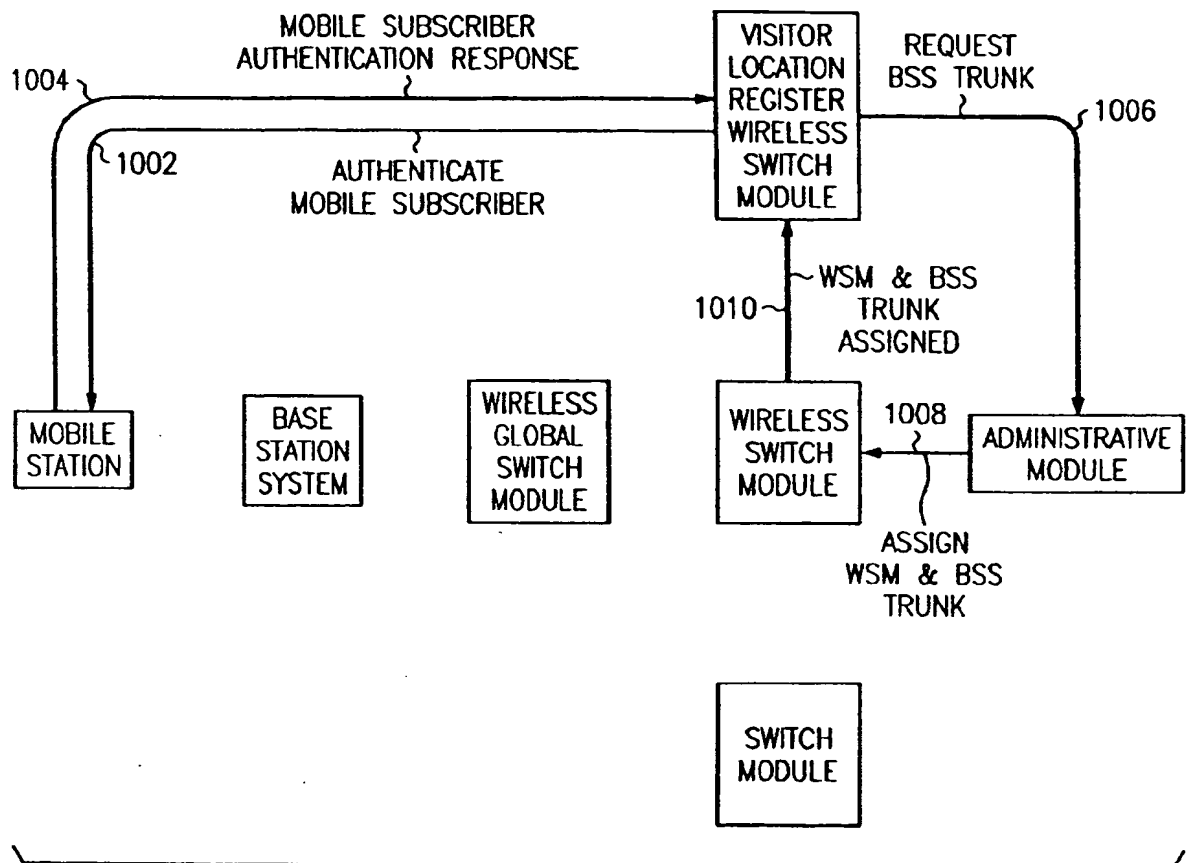 MOBILE SUBSCRIBER
AUTHENTICATION RESPONSE
1004
1002
AUTHENTICATE
MOBILE SUBSCRIBER
VISITOR
LOCATION
REGISTER
WIRELESS
SWITCH
MODULE
REQUEST
BSS TRUNK
1006
1010
WSM & BSS
TRUNK
ASSIGNED
MOBILE
STATION
BASE
STATION
SYSTEM
WIRELESS
GLOBAL
SWITCH
MODULE
WIRELESS
SWITCH
MODULE
1008
ADMINISTRATIVE
MODULE
ASSIGN
WSM & BSS
TRUNK
SWITCH
MODULE